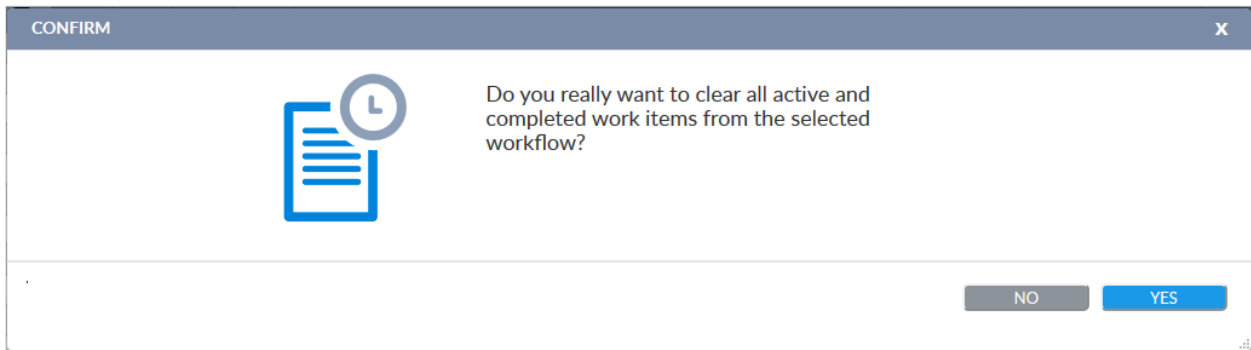 CONFIRM X
Do you really want to clear all active and
completed work items from the selected
workflow?
NO YES